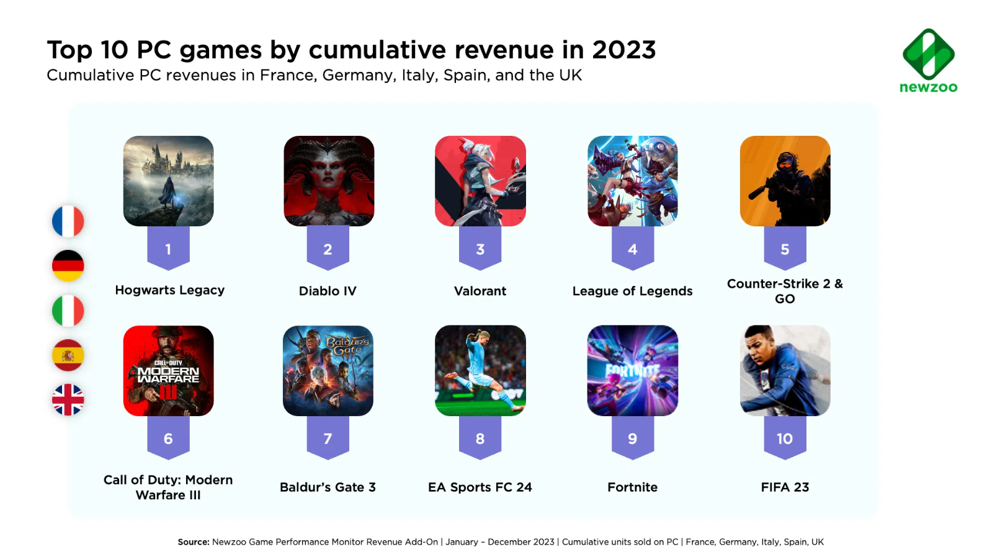 Top 10 PC games by cumulative revenue in 2023
Cumulative PC revenues in France, Germany, Italy, Spain, and the UK
newzoo
1
2
3
4
5
Hogwarts Legacy
Diablo IV
Valorant
League of Legends
Counter-Strike 2 &
GO
CALL OF DUTY
MODERN
WARFARE
III
Baldur's
Gate
FORTNITE
6
7
8
9
10
Call of Duty: Modern
Warfare III
Baldur’s Gate 3
EA Sports FC 24
Fortnite
FIFA 23
Source: Newzoo Game Performance Monitor Revenue Add-On | January – December 2023 | Cumulative units sold on PC | France, Germany, Italy, Spain, UK